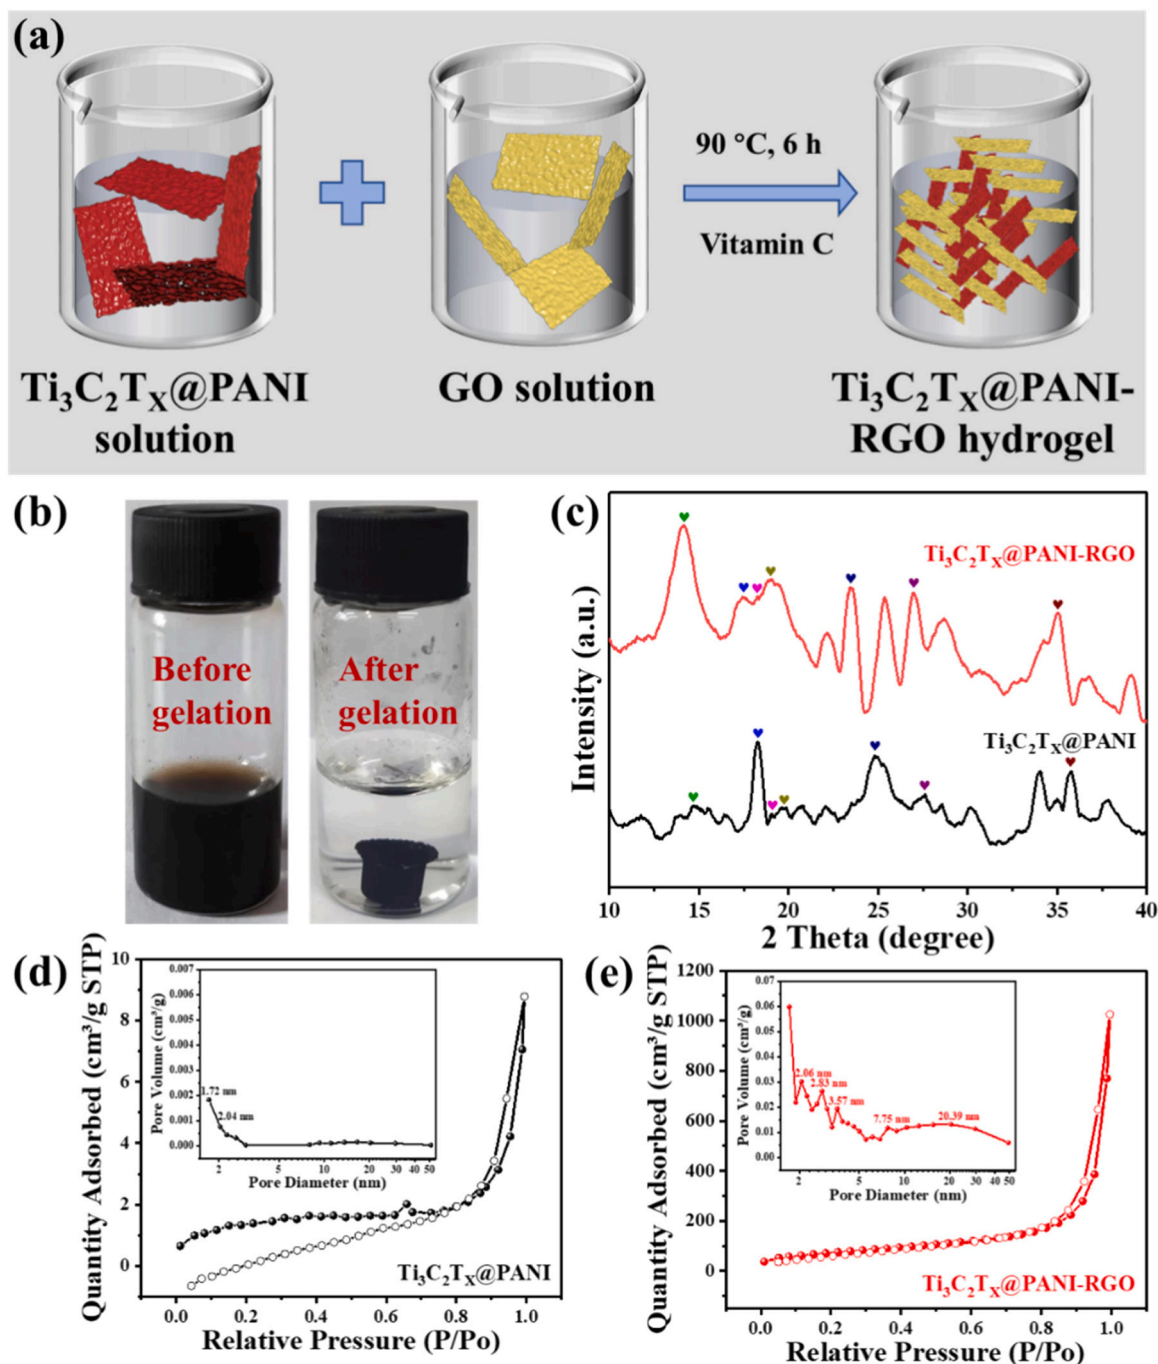 (a)
90 °C, 6 h
Vitamin C
Ti₃C₂Tₓ@PANI
solution
GO solution
Ti₃C₂Tₓ@PANI-
RGO hydrogel
(b)
Before
gelation
After
gelation
(c)
Intensity (a.u.)
Ti₃C₂Tₓ@PANI-RGO
Ti₃C₂Tₓ@PANI
10 15 20 25 30 35 40
2 Theta (degree)
(d)
Quantity Adsorbed (cm³/g STP)
10
8
6
4
2
0
Pore Volume (cm³/g)
0.007
0.006
0.005
0.004
0.003
0.002
0.001
0.000
1.72 nm
2.04 nm
2 5 10 20 30 40 50
Pore Diameter (nm)
Ti₃C₂Tₓ@PANI
0.0 0.2 0.4 0.6 0.8 1.0
Relative Pressure (P/Po)
(e)
Quantity Adsorbed (cm³/g STP)
1200
1000
800
600
400
200
0
Pore Volume (cm³/g)
0.07
0.06
0.05
0.04
0.03
0.02
0.01
0.00
2.06 nm
2.83 nm
3.57 nm
7.75 nm
20.39 nm
2 5 10 20 30 40 50
Pore Diameter (nm)
Ti₃C₂Tₓ@PANI-RGO
0.0 0.2 0.4 0.6 0.8 1.0
Relative Pressure (P/Po)